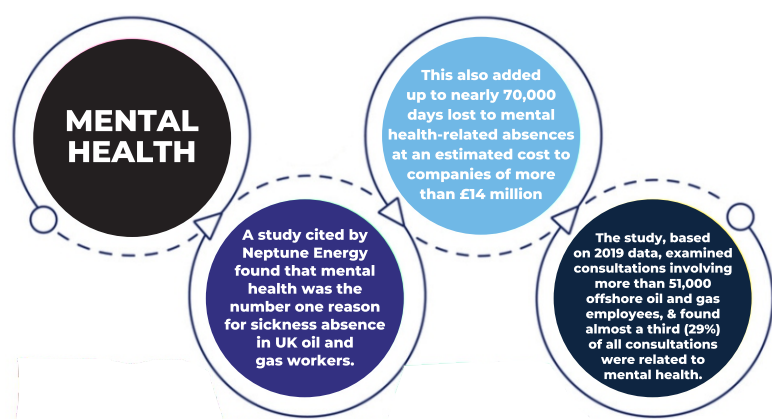 MENTAL
HEALTH
A study cited by
Neptune Energy
found that mental
health was the
number one reason
for sickness absence
in UK oil and
gas workers.
This also added
up to nearly 70,000
days lost to mental
health-related absences
at an estimated cost to
companies of more
than £14 million
The study, based
on 2019 data, examined
consultations involving
more than 51,000
offshore oil and gas
employees, & found
almost a third (29%)
of all consultations
were related to
mental health.